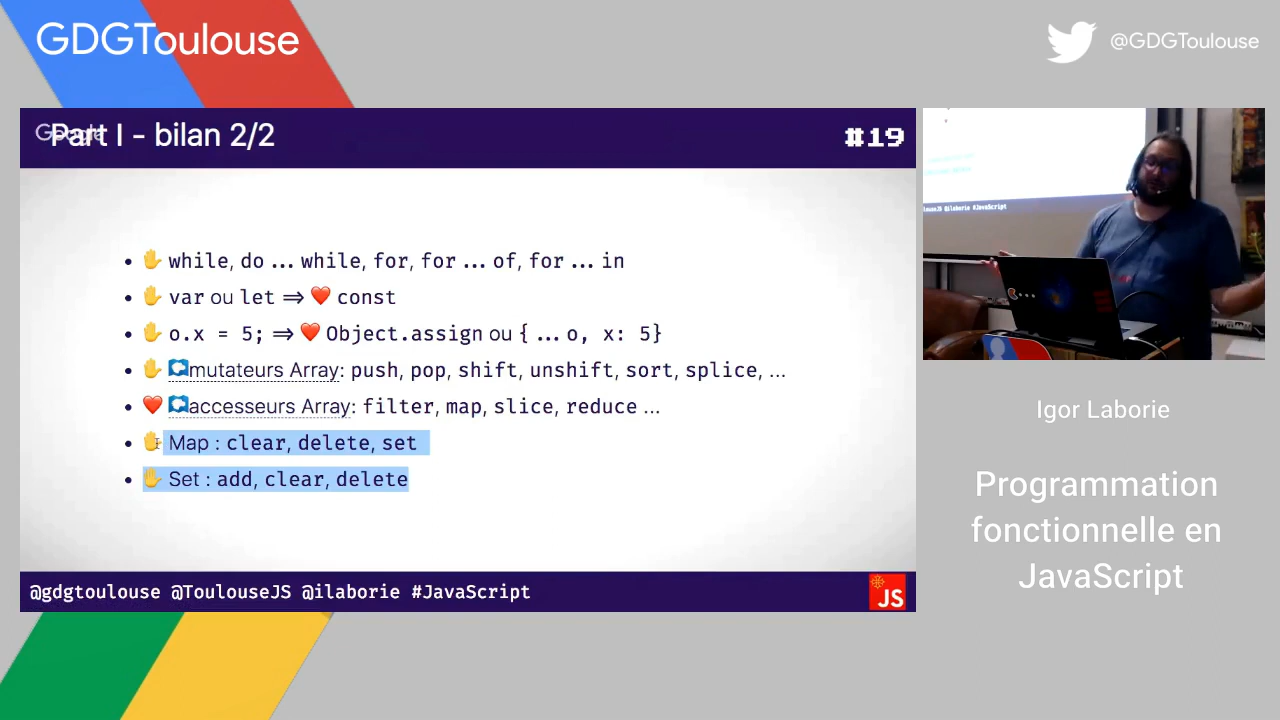 GDGToulouse
@GDGToulouse
Part I - bilan 2/2
#19
while, do ... while, for, for ... of, for ... in
var ou let => ❤️ const
o.x = 5; => ❤️ Object.assign ou { ... o, x: 5}
mutateurs Array: push, pop, shift, unshift, sort, splice, ...
accesseurs Array: filter, map, slice, reduce ...
Map : clear, delete, set
Set : add, clear, delete
@gdgtoulouse @ToulouseJS @ilaborie #JavaScript
JS
Igor Laborie
Programmation
fonctionnelle en
JavaScript